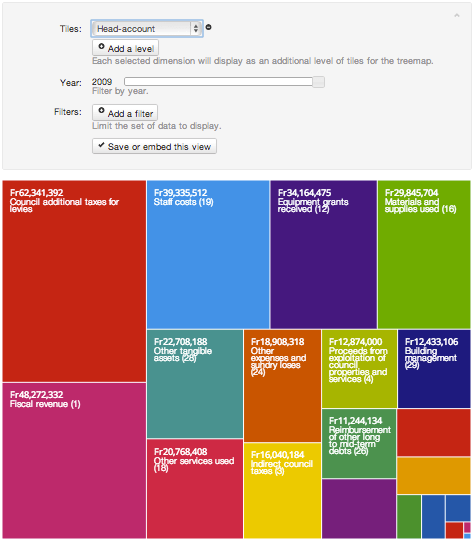 Tiles: Head-account
Add a level
Each selected dimension will display as an additional level of tiles for the treemap.
Year: 2009
Filter by year.
Filters: Add a filter
Limit the set of data to display.
Save or embed this view
Fr62,341,392
Council additional taxes for
levies
Fr39,335,512
Staff costs (19)
Fr34,164,475
Equipment grants
received (12)
Fr29,845,704
Materials and
supplies used (16)
Fr22,708,188
Other tangible
assets (28)
Fr18,908,318
Other
expenses and
sundry loses
(24)
Fr12,874,000
Proceeds from
exploitation of
council
properties and
services (4)
Fr12,433,106
Building
management
(29)
Fr48,272,332
Fiscal revenue (1)
Fr11,244,134
Reimbursement
of other long
to mid-term
debts (26)
Fr20,768,408
Other services used
(18)
Fr16,040,184
Indirect council
taxes (3)